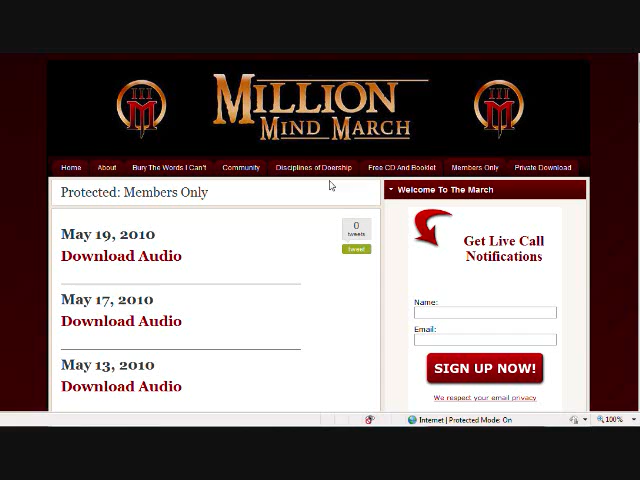 III
M
MILLION
MIND MARCH
III
M
Home About Bury The Words I Can't Community Disciples of Doership Free CD And Booklet Members Only Private Download
Protected: Members Only
May 19, 2010
Download Audio
0
tweets
tweet
May 17, 2010
Download Audio
May 13, 2010
Download Audio
Welcome To The March
Get Live Call
Notifications
Name:
Email:
SIGN UP NOW!
We respect your email privacy
Internet | Protected Mode: On
100%